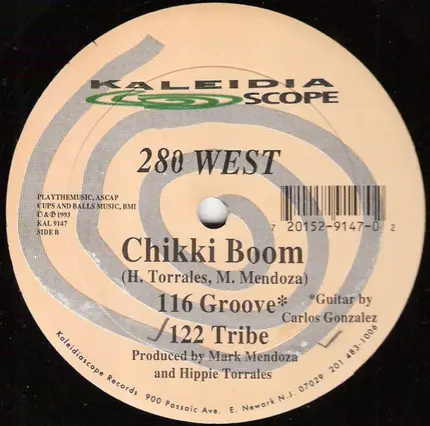 KALEIDIA
SCOPE
280 WEST
PLAYTHEMUSIC, ASCAP
CUPS AND BALLS MUSIC, BMI
© & ℗ 1993
KAL 9147
SIDE B
7 20152-9147-0 2
Chikki Boom
(H. Torrales, M. Mendoza)
116 Groove*
*Guitar by
Carlos Gonzalez
122 Tribe
Produced by Mark Mendoza
and Hippie Torrales
Kaleidiascope Records 900 Passaic Ave. E. Newark N.J. 07029 201 483-1006